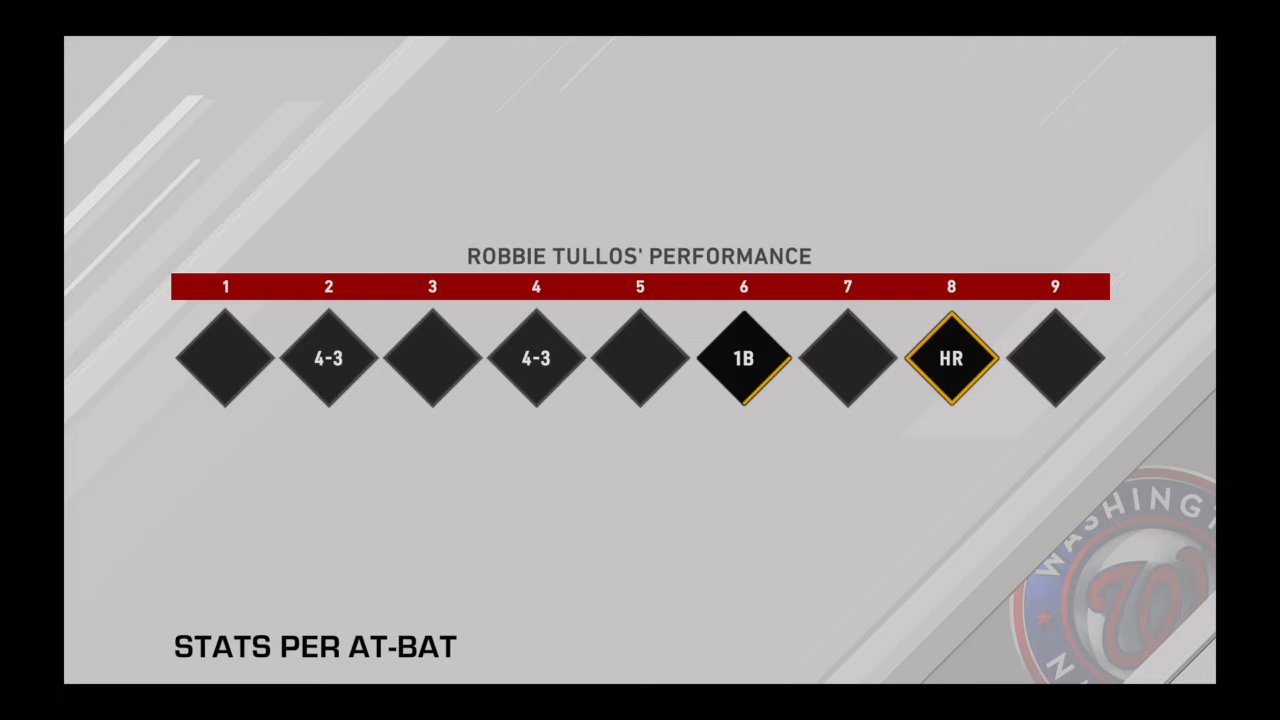 ROBBIE TULLOS' PERFORMANCE
1 2 3 4 5 6 7 8 9
4-3 4-3 1B HR
WASHINGT
STATS PER AT-BAT